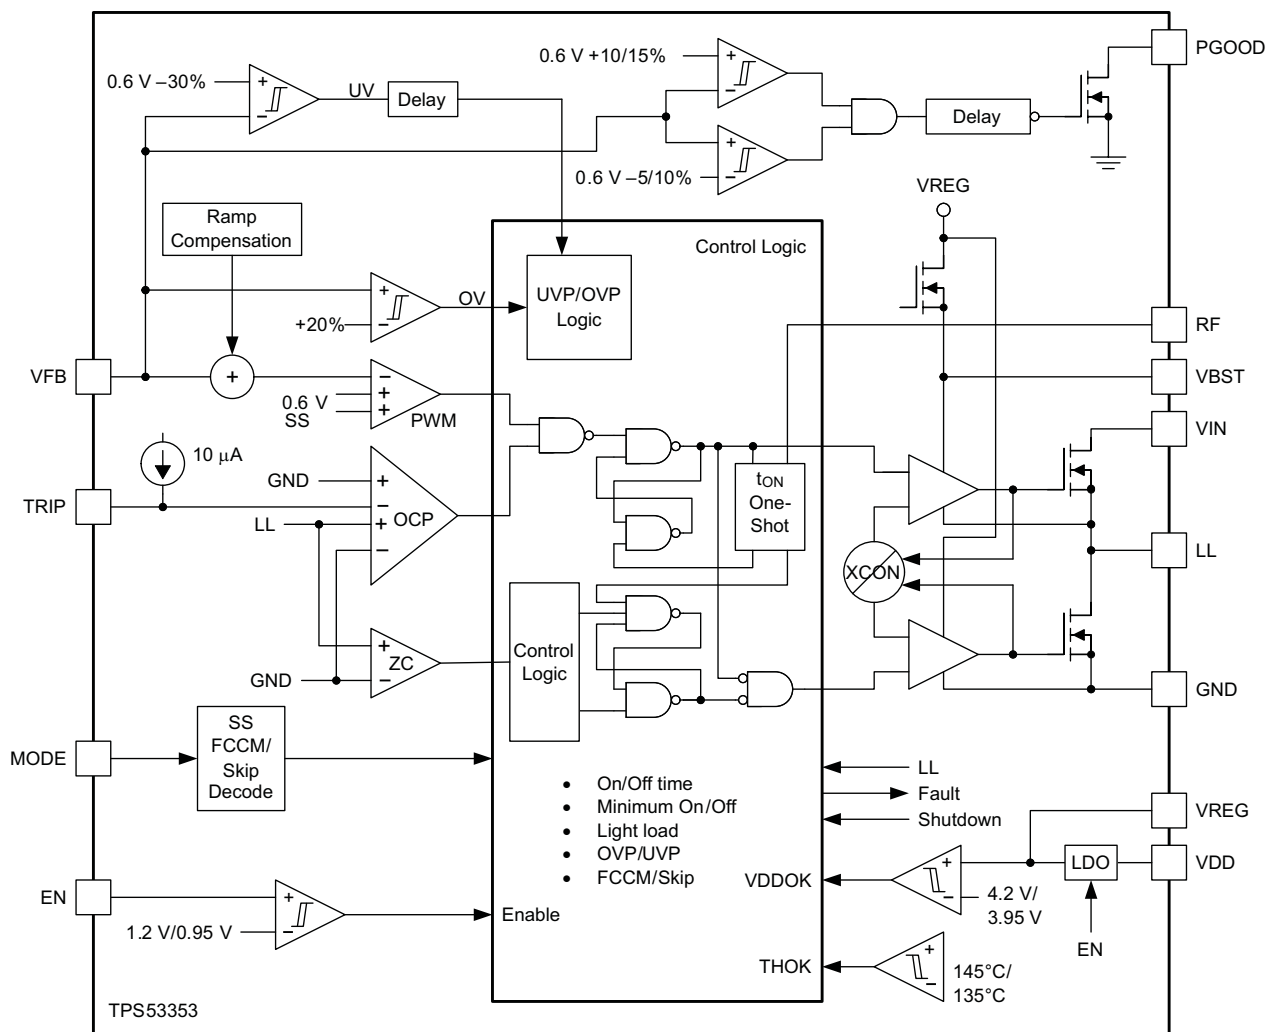 PGOOD
0.6 V +10/15%
0.6 V –30%
+
–
UV
Delay
+
–
Delay
+
–
0.6 V –5/10%
VREG
Ramp
Compensation
Control Logic
UVP/OVP
Logic
+
–
OV
+20%
RF
VFB
+
–
+
+
0.6 V
SS
PWM
VBST
VIN
10 µA
GND
TRIP
LL
+
–
+
–
OCP
tON
One-
Shot
LL
XCON
Control
Logic
+
–
ZC
GND
GND
MODE
SS
FCCM/
Skip
Decode
• On/Off time
• Minimum On/Off
• Light load
• OVP/UVP
• FCCM/Skip
LL
Fault
Shutdown
VREG
LDO
VDD
VDDOK
+
–
4.2 V/
3.95 V
EN
EN
+
–
1.2 V/0.95 V
Enable
THOK
+
–
145°C/
135°C
TPS53353